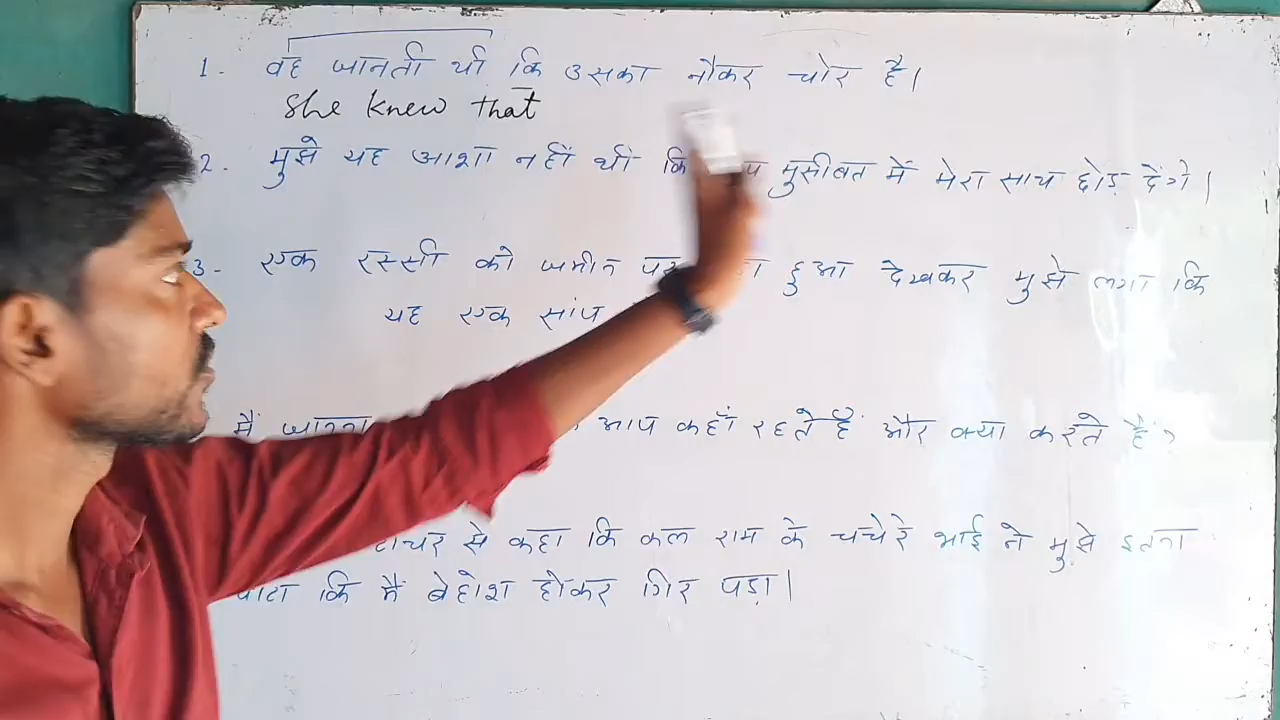 1. वह जानती थी कि उसका नौकर चोर है।
She knew that
2. मुझे यह आशा नहीं थी कि मुसीबत में मेरा साथ छोड़ देंगे।
3- एक रस्सी को जमीन हुआ देखकर मुझे लगा कि
यह एक सांप
मैं आप कहाँ रहते हैं और क्या करते हैं?
टीचर से कहा कि कल राम के चचेरे भाई ने मुझे इतना
कि मैं बेहोश होकर गिर पड़ा।